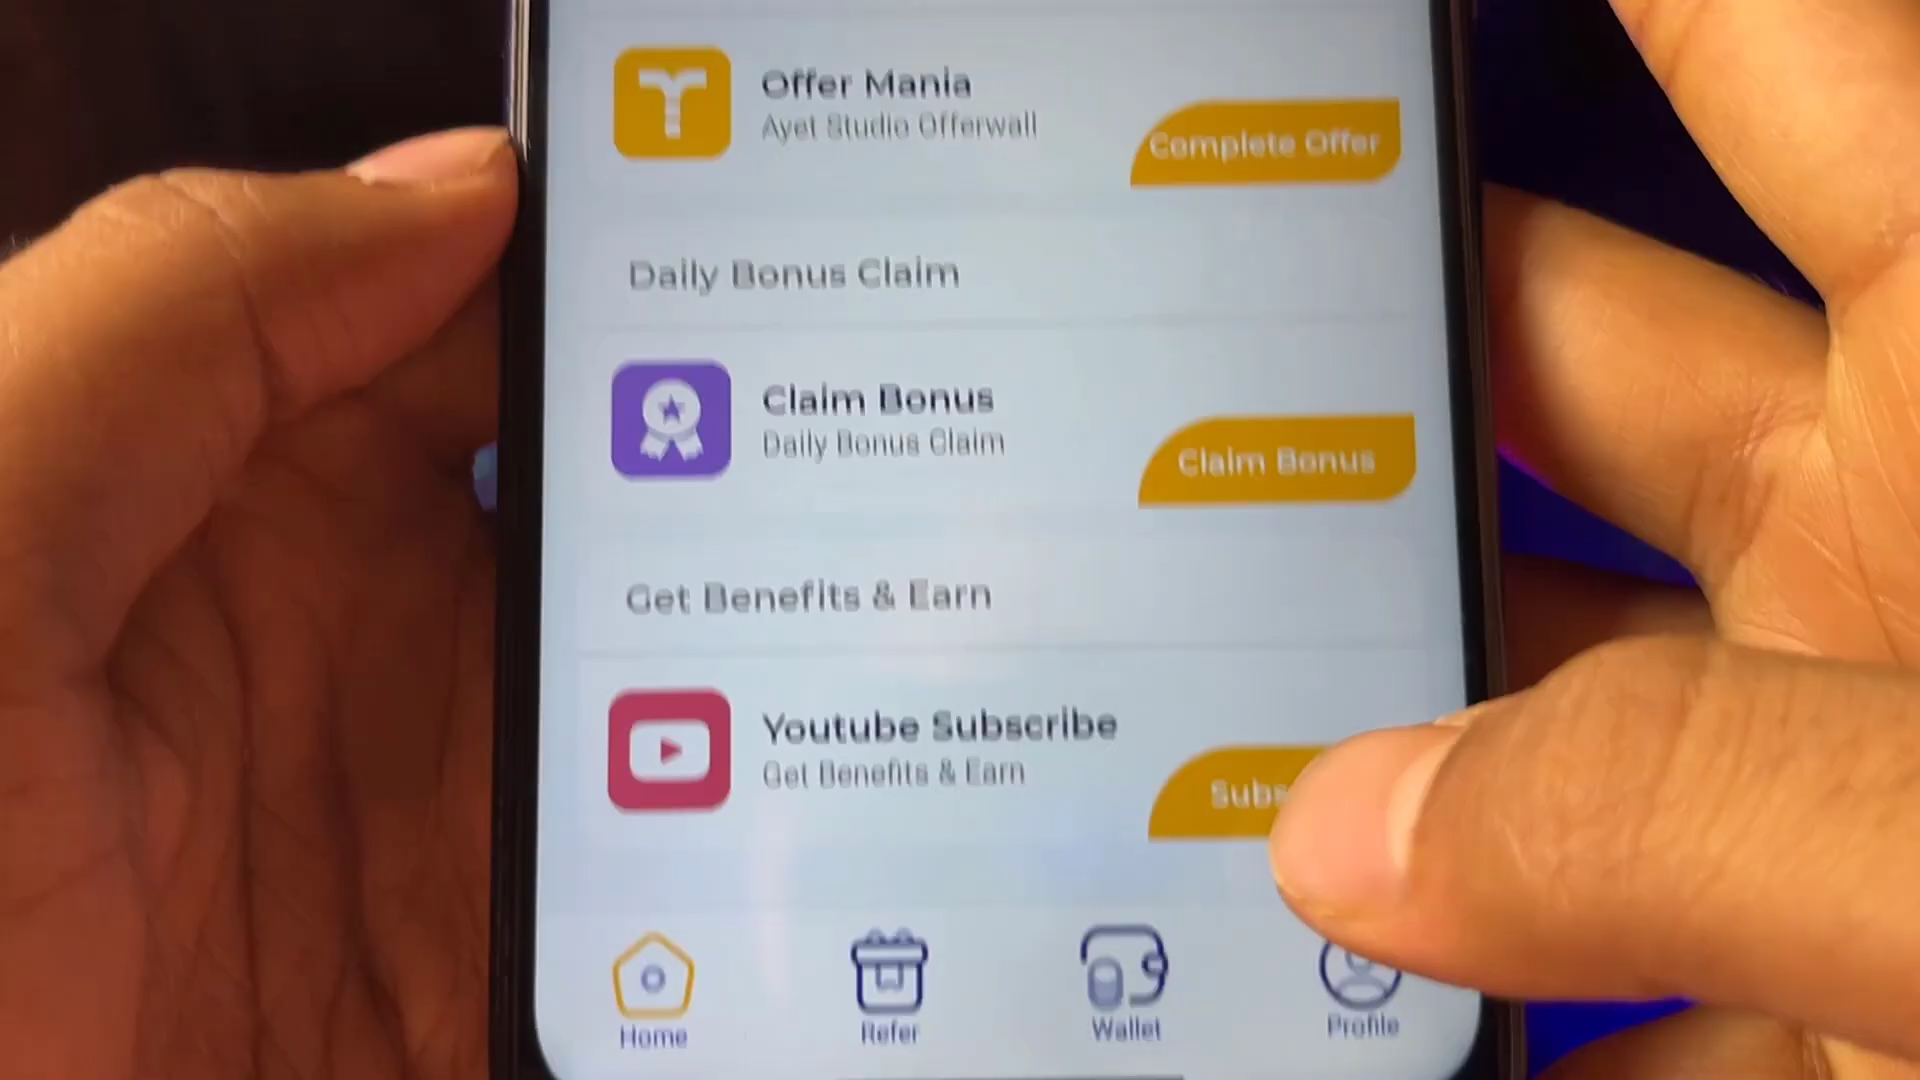 Offer Mania
Ayet Studio Offerwall
Complete Offer
Daily Bonus Claim
Claim Bonus
Daily Bonus Claim
Claim Bonus
Get Benefits & Earn
Youtube Subscribe
Get Benefits & Earn
Home
Refer
Wallet
Profile